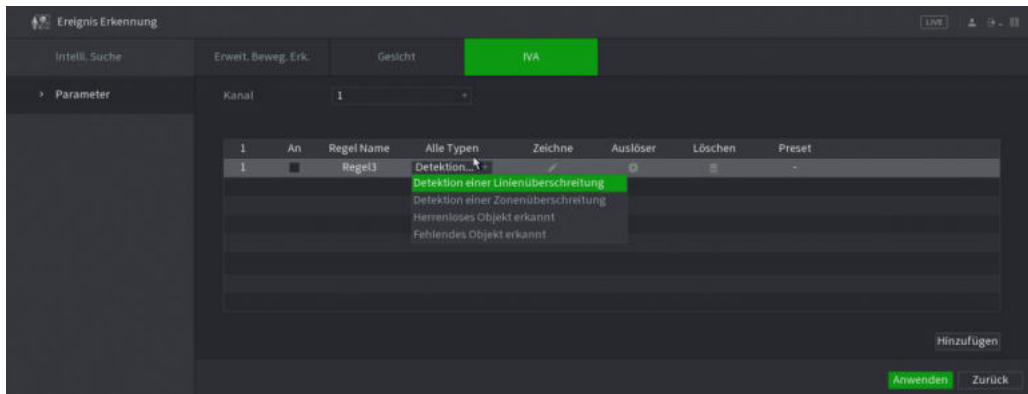 Ereignis Erkennung LIVE
Intelli. Suche Erweit. Beweg. Erk. Gesicht IVA
Parameter Kanal 1
1 An Regel Name Alle Typen Zeichne Auslöser Löschen Preset
1 Regel3 Detektion... -
Detektion einer Linienüberschreitung
Detektion einer Zonenüberschreitung
Herrenloses Objekt erkannt
Fehlendes Objekt erkannt
Hinzufügen
Anwenden Zurück